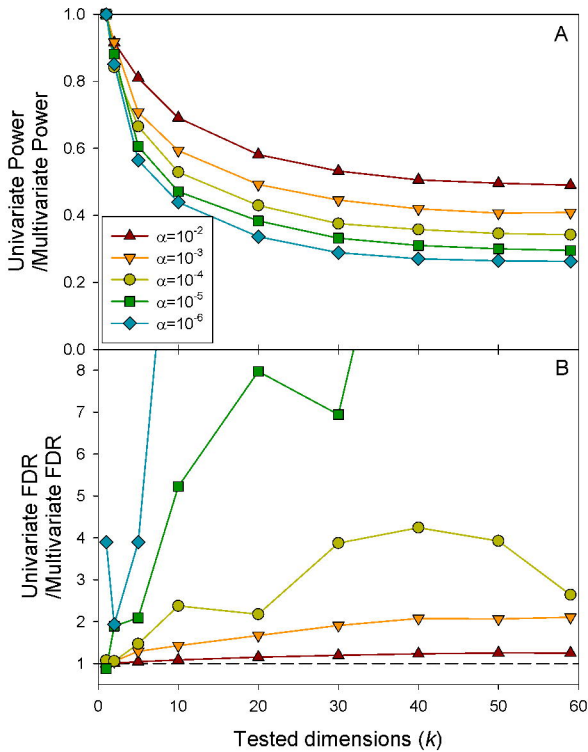 A
1.0
0.8
0.6
0.4
0.2
0.0
Univariate Power
/Multivariate Power
α=10-2
α=10-3
α=10-4
α=10-5
α=10-6
B
8
7
6
5
4
3
2
1
Univariate FDR
/Multivariate FDR
0 10 20 30 40 50 60
Tested dimensions (k)